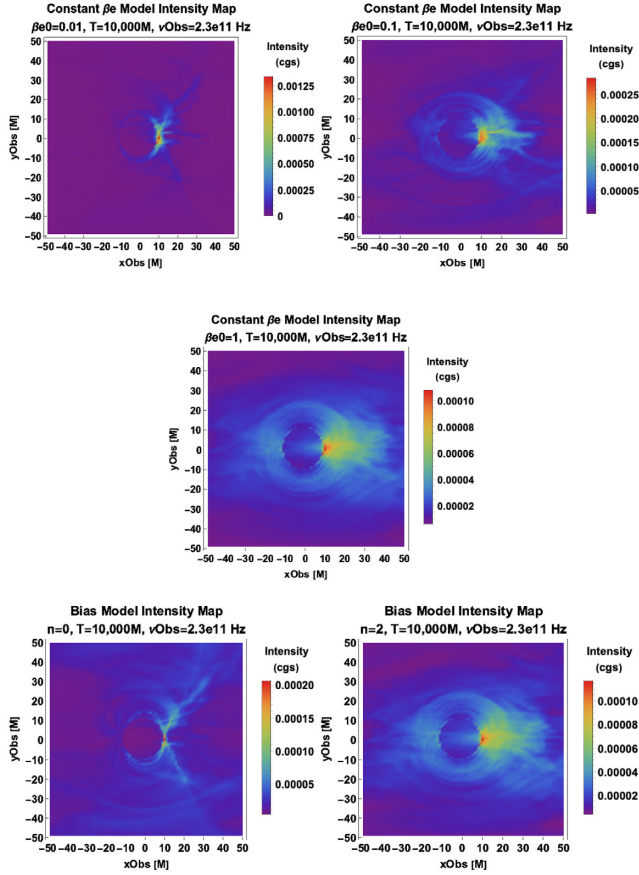 Constant βe Model Intensity Map
βe0=0.01, T=10,000M, νObs=2.3e11 Hz
Intensity
(cgs)
50
40
30
20
10
0
−10
−20
−30
−40
−50
yObs [M]
0.00125
0.00100
0.00075
0.00050
0.00025
0
−50 −40 −30 −20 −10 0 10 20 30 40 50
xObs [M]
Constant βe Model Intensity Map
βe0=0.1, T=10,000M, νObs=2.3e11 Hz
Intensity
(cgs)
50
40
30
20
10
0
−10
−20
−30
−40
−50
yObs [M]
0.00025
0.00020
0.00015
0.00010
0.00005
−50 −40 −30 −20 −10 0 10 20 30 40 50
xObs [M]
Constant βe Model Intensity Map
βe0=1, T=10,000M, νObs=2.3e11 Hz
Intensity
(cgs)
50
40
30
20
10
0
−10
−20
−30
−40
−50
yObs [M]
0.00010
0.00008
0.00006
0.00004
0.00002
−50 −40 −30 −20 −10 0 10 20 30 40 50
xObs [M]
Bias Model Intensity Map
n=0, T=10,000M, νObs=2.3e11 Hz
Intensity
(cgs)
50
40
30
20
10
0
−10
−20
−30
−40
−50
yObs [M]
0.00020
0.00015
0.00010
0.00005
−50 −40 −30 −20 −10 0 10 20 30 40 50
xObs [M]
Bias Model Intensity Map
n=2, T=10,000M, νObs=2.3e11 Hz
Intensity
(cgs)
50
40
30
20
10
0
−10
−20
−30
−40
−50
yObs [M]
0.00010
0.00008
0.00006
0.00004
0.00002
−50 −40 −30 −20 −10 0 10 20 30 40 50
xObs [M]